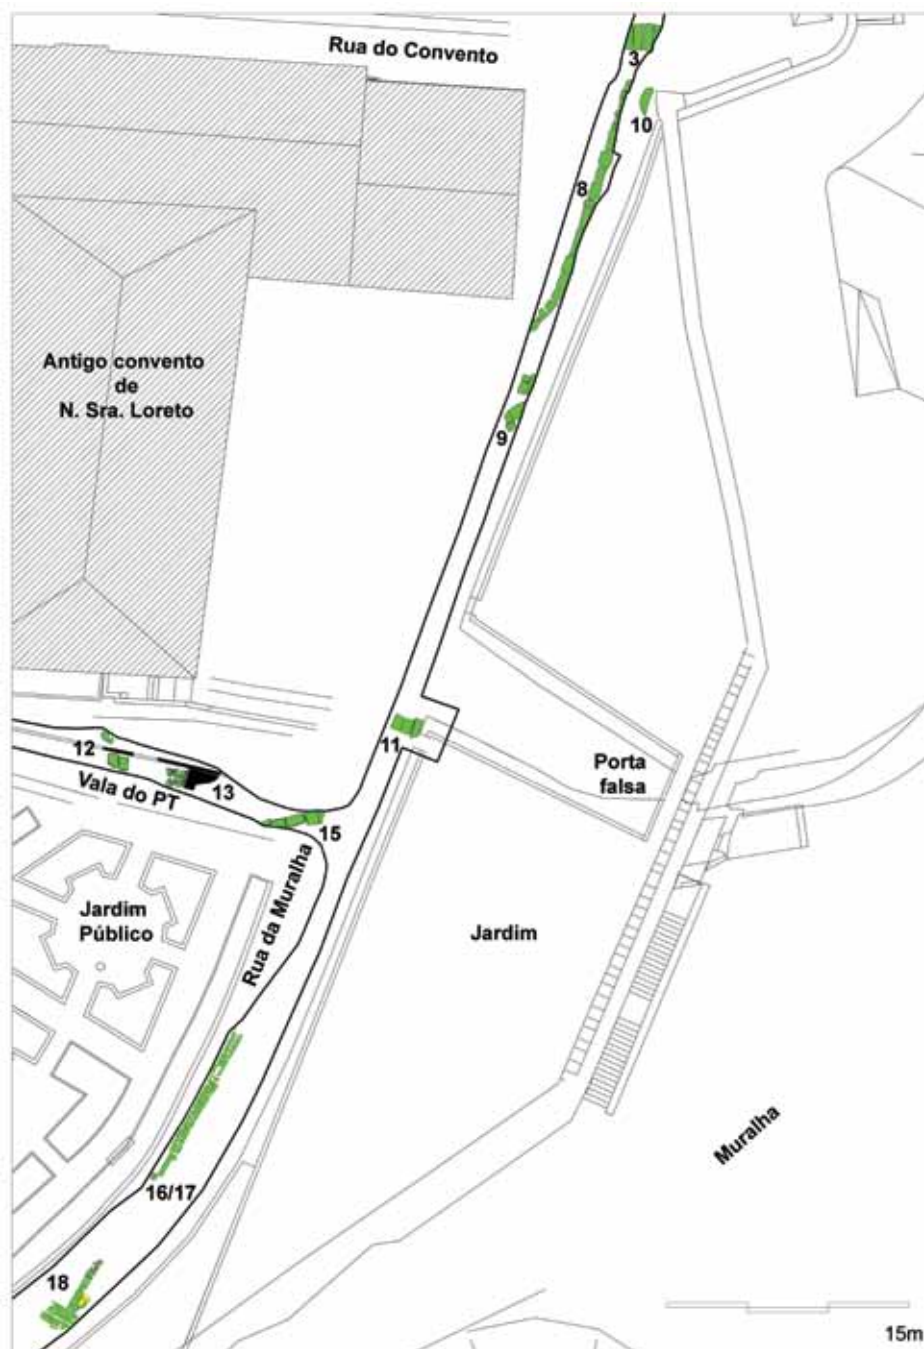 Rua do Convento
3
10
8
Antigo convento
de
N. Sra. Loreto
9
11
12
Porta
falsa
13
Vala do PT
15
Rua da Muralha
Jardim
Público
Jardim
Muralha
16/17
18
15m